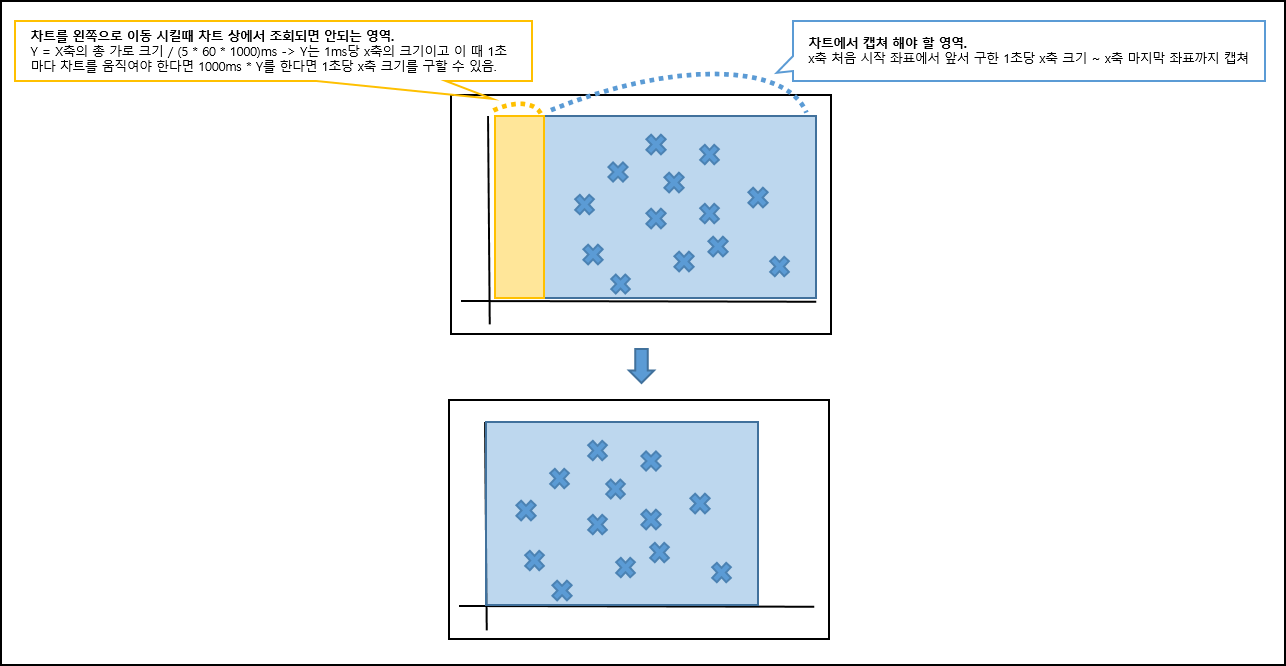 차트를 왼쪽으로 이동 시킬때 차트 상에서 조회되면 안되는 영역.
Y = X축의 총 가로 크기 / (5 * 60 * 1000)ms -> Y는 1ms당 x축의 크기이고 이 때 1초
마다 차트를 움직여야 한다면 1000ms * Y를 한다면 1초당 x축 크기를 구할 수 있음.
차트에서 캡쳐 해야 할 영역.
x축 처음 시작 좌표에서 앞서 구한 1초당 x축 크기 ~ x축 마지막 좌표까지 캡쳐